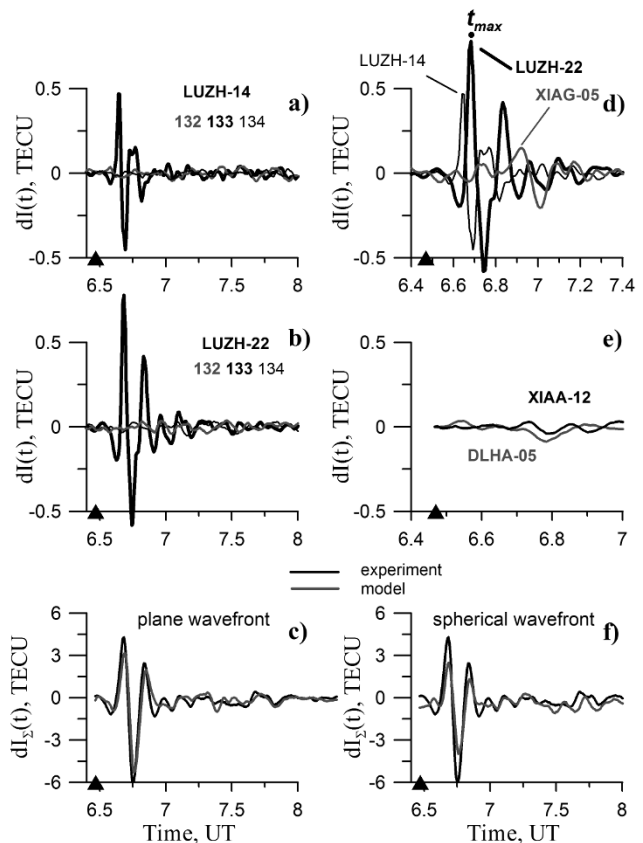 a)
LUZH-14
132 133 134
dI(t), TECU
0.5
0
-0.5
6.5 7 7.5 8
t_max
d)
LUZH-14
LUZH-22
XIAG-05
dI(t), TECU
0.5
0
-0.5
6.4 6.6 6.8 7 7.2 7.4
b)
LUZH-22
132 133 134
dI(t), TECU
0.5
0
-0.5
6.5 7 7.5 8
e)
XIAA-12
DLHA-05
dI(t), TECU
0.5
0
-0.5
6.4 6.6 6.8 7
experiment
model
plane wavefront c)
dI_Σ(t), TECU
6
3
0
-3
-6
6.5 7 7.5 8
Time, UT
spherical wavefront f)
dI_Σ(t), TECU
6
3
0
-3
-6
6.5 7 7.5 8
Time, UT